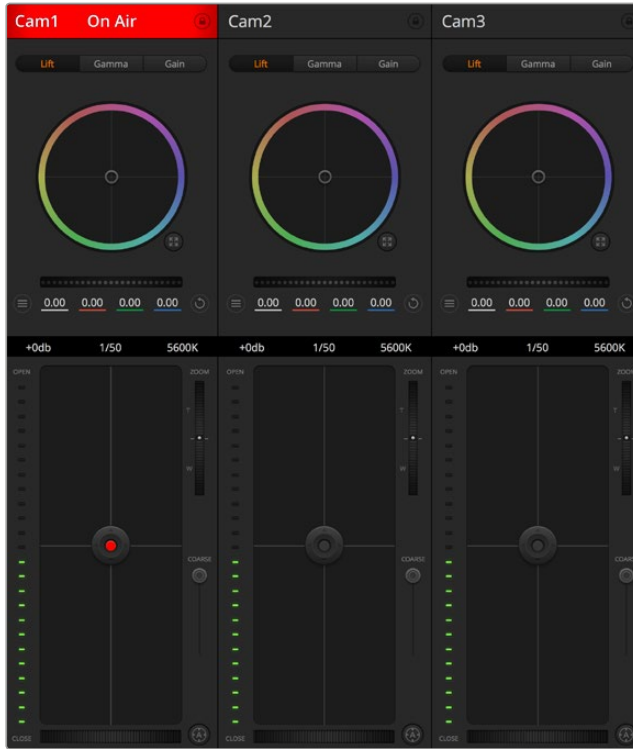 Cam1 On Air
Lift Gamma Gain
0.00 0.00 0.00 0.00
+0db 1/50 5600K
OPEN ZOOM
T
W
COARSE
CLOSE A
Cam2
Lift Gamma Gain
0.00 0.00 0.00 0.00
+0db 1/50 5600K
OPEN ZOOM
T
W
COARSE
CLOSE A
Cam3
Lift Gamma Gain
0.00 0.00 0.00 0.00
+0db 1/50 5600K
OPEN ZOOM
T
W
COARSE
CLOSE A